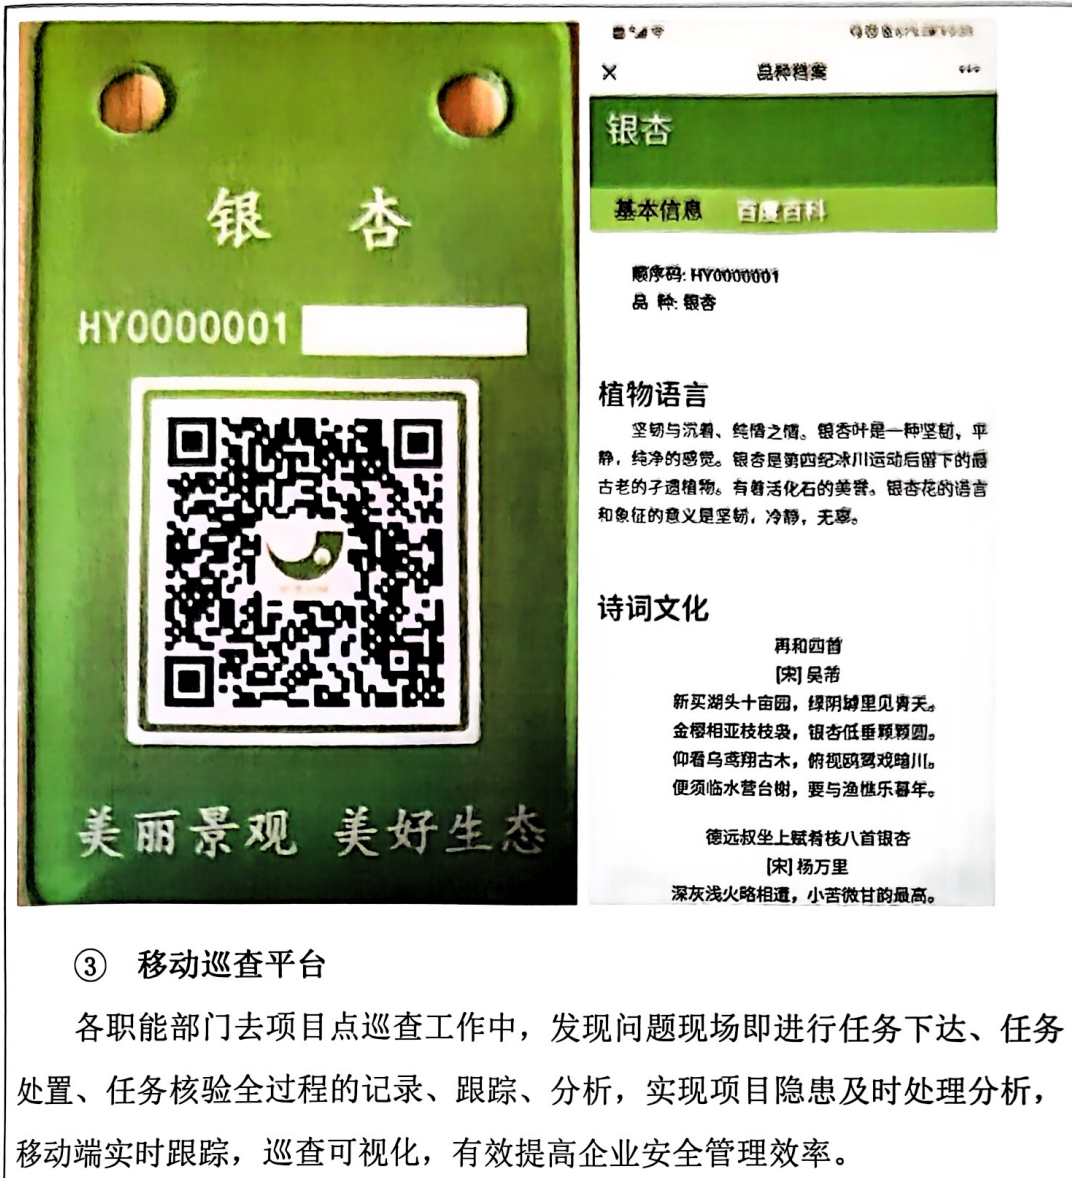 银 杏
HY0000001
美丽景观 美好生态
品种档案
银杏
基本信息 百度百科
顺序码: HY0000001
品 种: 银杏
植物语言
坚韧与沉着、纯情之情。银杏叶是一种坚韧，平
静，纯净的感觉。银杏是第四纪冰川运动后留下的最
古老的孑遗植物。有着活化石的美誉。银杏花的语言
和象征的意义是坚韧，冷静，无寡。
诗词文化
再和四首
[宋] 吴芾
新买湖头十亩园，绿阴罅里见青天。
金樱相亚枝枝袅，银杏低垂颗颗圆。
仰看乌鸢翔古木，俯视鸥鹭戏暗川。
便须临水营台榭，要与渔樵乐暮年。
德远叔坐上赋肴核八首银杏
[宋] 杨万里
深灰浅火略相遭，小苦微甘韵最高。
③ 移动巡查平台
各职能部门去项目点巡查工作中，发现问题现场即进行任务下达、任务
处置、任务核验全过程的记录、跟踪、分析，实现项目隐患及时处理分析，
移动端实时跟踪，巡查可视化，有效提高企业安全管理效率。